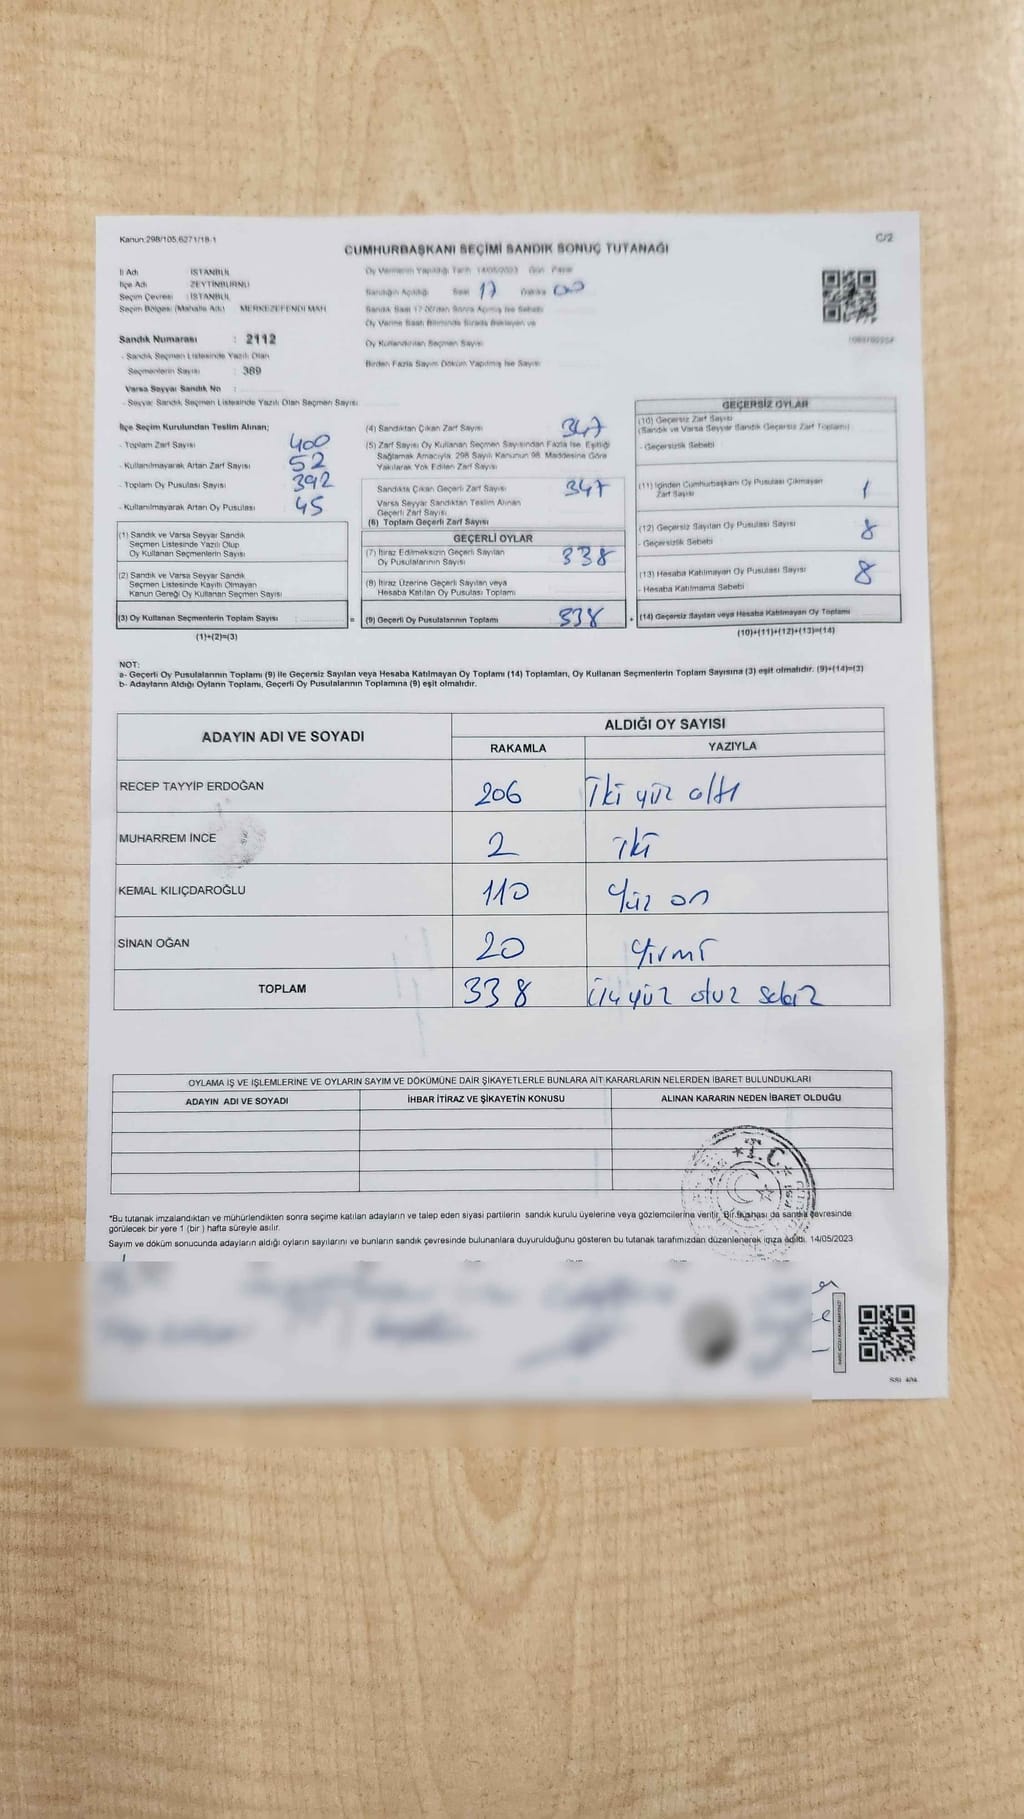 Kanun:298/105,6271/18-1
C/2
CUMHURBAŞKANI SEÇİMİ SANDIK SONUÇ TUTANAĞI
İl Adı : İSTANBUL
İlçe Adı : ZEYTİNBURNU
Seçim Çevresi : İSTANBUL
Seçim Bölgesi (Mahalle Adı) : MERKEZEFENDİ MAH
Sandık Numarası : 2112
- Sandık Seçmen Listesinde Yazılı Olan
Seçmenlerin Sayısı : 389
Varsa Seyyar Sandık No :
- Seyyar Sandık Seçmen Listesinde Yazılı Olan Seçmen Sayısı
Oy Vermenin Yapıldığı Tarih 14/05/2023 Gün Pazar
Sandığın Açıldığı Saat 17 Dakika 00
Sandık Saat 17:00'den Sonra Açılmış İse Sebebi
Oy Verme Saati Bitiminde Sırada Bekleyen ve
Oy Kullandırılan Seçmen Sayısı
Birden Fazla Sayım Döküm Yapılmış İse Sayısı
İlçe Seçim Kurulundan Teslim Alınan;
- Toplam Zarf Sayısı 400
- Kullanılmayarak Artan Zarf Sayısı 52
- Toplam Oy Pusulası Sayısı 392
- Kullanılmayarak Artan Oy Pusulası 45
(1) Sandık ve Varsa Seyyar Sandık
Seçmen Listesinde Yazılı Olup
Oy Kullanan Seçmenlerin Sayısı
(2) Sandık ve Varsa Seyyar Sandık
Seçmen Listesinde Kayıtlı Olmayan
Kanun Gereği Oy Kullanan Seçmen Sayısı
(3) Oy Kullanan Seçmenlerin Toplam Sayısı =
(1)+(2)=(3)
(4) Sandıktan Çıkan Zarf Sayısı 347
(5) Zarf Sayısı Oy Kullanan Seçmen Sayısından Fazla İse, Eşitliği
Sağlamak Amacıyla, 298 Sayılı Kanunun 98. Maddesine Göre
Yakılarak Yok Edilen Zarf Sayısı
Sandıkta Çıkan Geçerli Zarf Sayısı 347
Varsa Seyyar Sandıktan Teslim Alınan
Geçerli Zarf Sayısı
(6) Toplam Geçerli Zarf Sayısı
GEÇERLİ OYLAR
(7) İtiraz Edilmeksizin Geçerli Sayılan
Oy Pusulalarının Sayısı 338
(8) İtiraz Üzerine Geçerli Sayılan veya
Hesaba Katılan Oy Pusulası Toplamı
(9) Geçerli Oy Pusulalarının Toplamı 338 +
GEÇERSİZ OYLAR
(10) Geçersiz Zarf Sayısı
(Sandık ve Varsa Seyyar Sandık Geçersiz Zarf Toplamı)
- Geçersizlik Sebebi
(11) İçinden Cumhurbaşkanı Oy Pusulası Çıkmayan
Zarf Sayısı 1
(12) Geçersiz Sayılan Oy Pusulası Sayısı 8
- Geçersizlik Sebebi
(13) Hesaba Katılmayan Oy Pusulası Sayısı 8
- Hesaba Katılmama Sebebi
(14) Geçersiz Sayılan veya Hesaba Katılmayan Oy Toplamı
(10)+(11)+(12)+(13)=(14)
NOT:
a- Geçerli Oy Pusulalarının Toplamı (9) ile Geçersiz Sayılan veya Hesaba Katılmayan Oy Toplamı (14) Toplamları, Oy Kullanan Seçmenlerin Toplam Sayısına (3) eşit olmalıdır. (9)+(14)=(3)
b- Adayların Aldığı Oyların Toplamı, Geçerli Oy Pusulalarının Toplamına (9) eşit olmalıdır.
ADAYIN ADI VE SOYADI ALDIĞI OY SAYISI
RAKAMLA YAZIYLA
RECEP TAYYİP ERDOĞAN 206 İki yüz altı
MUHARREM İNCE 2 İki
KEMAL KILIÇDAROĞLU 110 Yüz on
SİNAN OĞAN 20 Yirmi
TOPLAM 338 Üçyüz otuz sekiz
OYLAMA İŞ VE İŞLEMLERİNE VE OYLARIN SAYIM VE DÖKÜMÜNE DAİR ŞİKAYETLERLE BUNLARA AİT KARARLARIN NELERDEN İBARET BULUNDUKLARI
ADAYIN ADI VE SOYADI İHBAR İTİRAZ VE ŞİKAYETİN KONUSU ALINAN KARARIN NEDEN İBARET OLDUĞU
T.C.
*Bu tutanak imzalandıktan ve mühürlendikten sonra seçime katılan adayların ve talep eden siyasi partilerin sandık kurulu üyelerine veya gözlemcilerine verilir. Bir nüshası da sandık çevresinde
görülecek bir yere 1 (bir ) hafta süreyle asılır.
Sayım ve döküm sonucunda adayların aldığı oyların sayılarını ve bunların sandık çevresinde bulunanlara duyurulduğunu gösteren bu tutanak tarafımızdan düzenlenerek imza edildi. 14/05/2023